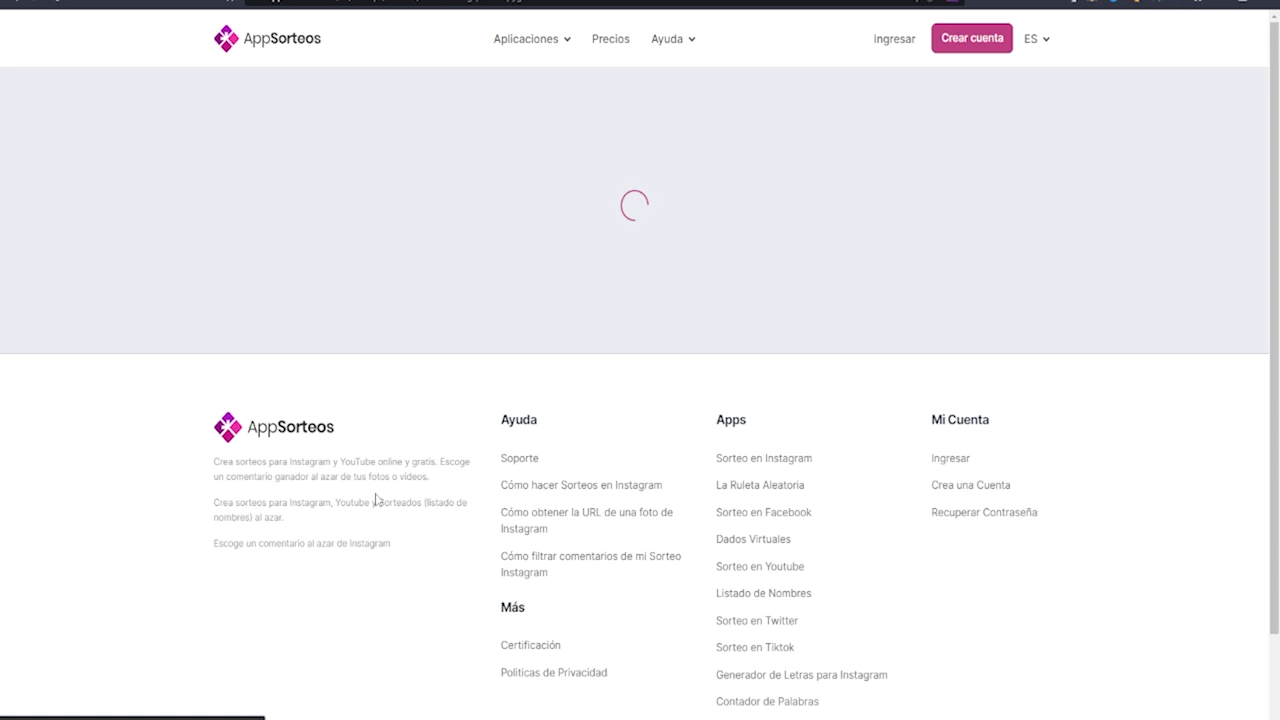 AppSorteos
Aplicaciones
Precios
Ayuda
Ingresar
Crear cuenta
ES
AppSorteos
Crea sorteos para Instagram y YouTube online y gratis. Escoge
un comentario ganador al azar de tus fotos o videos.
Crea sorteos para Instagram, Youtube y Sorteados (listado de
nombres) al azar.
Escoge un comentario al azar de Instagram
Ayuda
Soporte
Cómo hacer Sorteos en Instagram
Cómo obtener la URL de una foto de
Instagram
Cómo filtrar comentarios de mi Sorteo
Instagram
Más
Certificación
Politicas de Privacidad
Apps
Sorteo en Instagram
La Ruleta Aleatoria
Sorteo en Facebook
Dados Virtuales
Sorteo en Youtube
Listado de Nombres
Sorteo en Twitter
Sorteo en Tiktok
Generador de Letras para Instagram
Contador de Palabras
Mi Cuenta
Ingresar
Crea una Cuenta
Recuperar Contraseña